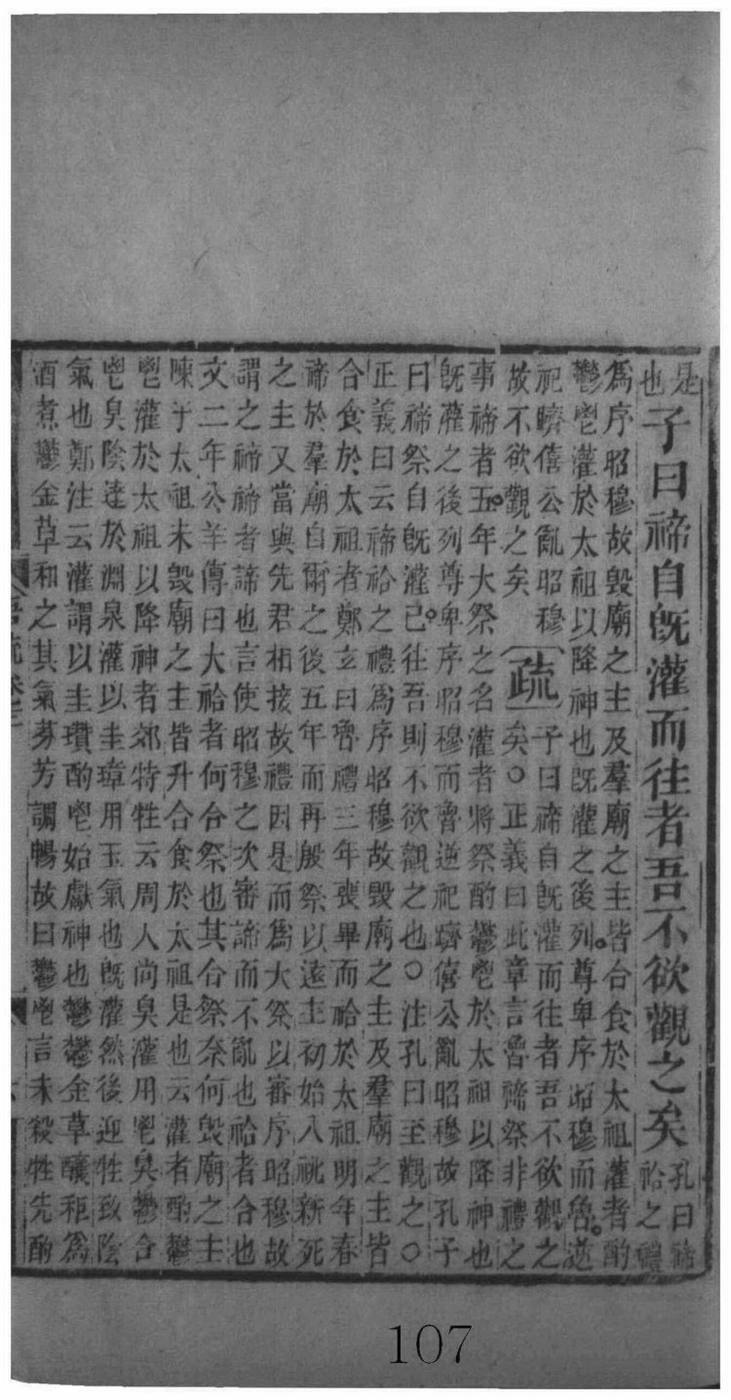 是
也子曰禘自旣灌而往者吾不欲觀之矣孔曰禘
祫之禮
爲序昭穆故毀廟之主及羣廟之主皆合食於太祖灌者酌
鬱鬯灌於太祖以降神也旣灌之後列尊卑序昭穆而魯逆
祀躋僖公亂昭穆
故不欲觀之矣
疏
子曰禘自旣灌而往者吾不欲觀之
矣○正義曰此章言魯禘祭非禮之
事禘者五年大祭之名灌者將祭酌鬱鬯於太祖以降神也
旣灌之後列尊卑序昭穆而魯逆祀躋僖公亂昭穆故孔子
曰禘祭自旣灌已往吾則不欲觀之也○注孔曰至觀之○
正義曰云禘祫之禮爲序昭穆故毀廟之主及羣廟之主皆
合食於太祖者鄭玄曰魯禮三年喪畢而祫於太祖明年春
禘於羣廟自爾之後五年而再殷祭以遠主初始入祧新死
之主又當與先君相接故禮因是而爲大祭以審序昭穆故
謂之禘禘者諦也言使昭穆之次審諦而不亂也祫者合也
文二年公羊傳曰大祫者何合祭也其合祭奈何毀廟之主
陳于太祖未毀廟之主皆升合食於太祖是也云灌者酌鬱
鬯灌於太祖以降神者郊特牲云周人尚臭灌用鬯臭鬱合
鬯臭陰達於淵泉灌以圭璋用玉氣也旣灌然後迎牲致陰
氣也鄭注云灌謂以圭瓚酌鬯始獻神也鬱鬱金草釀秬爲
酒煮鬱金草和之其氣芬芳調暢故曰鬱鬯言未殺牲先酌
107